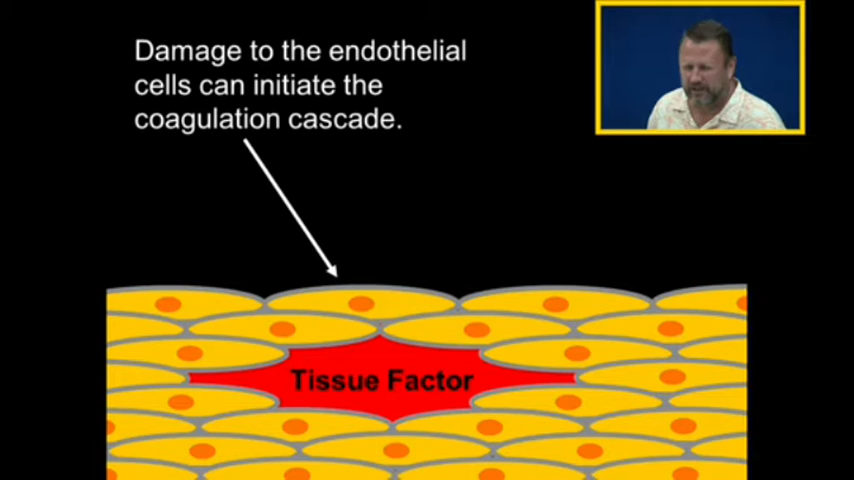 Damage to the endothelial
cells can initiate the
coagulation cascade.
Tissue Factor